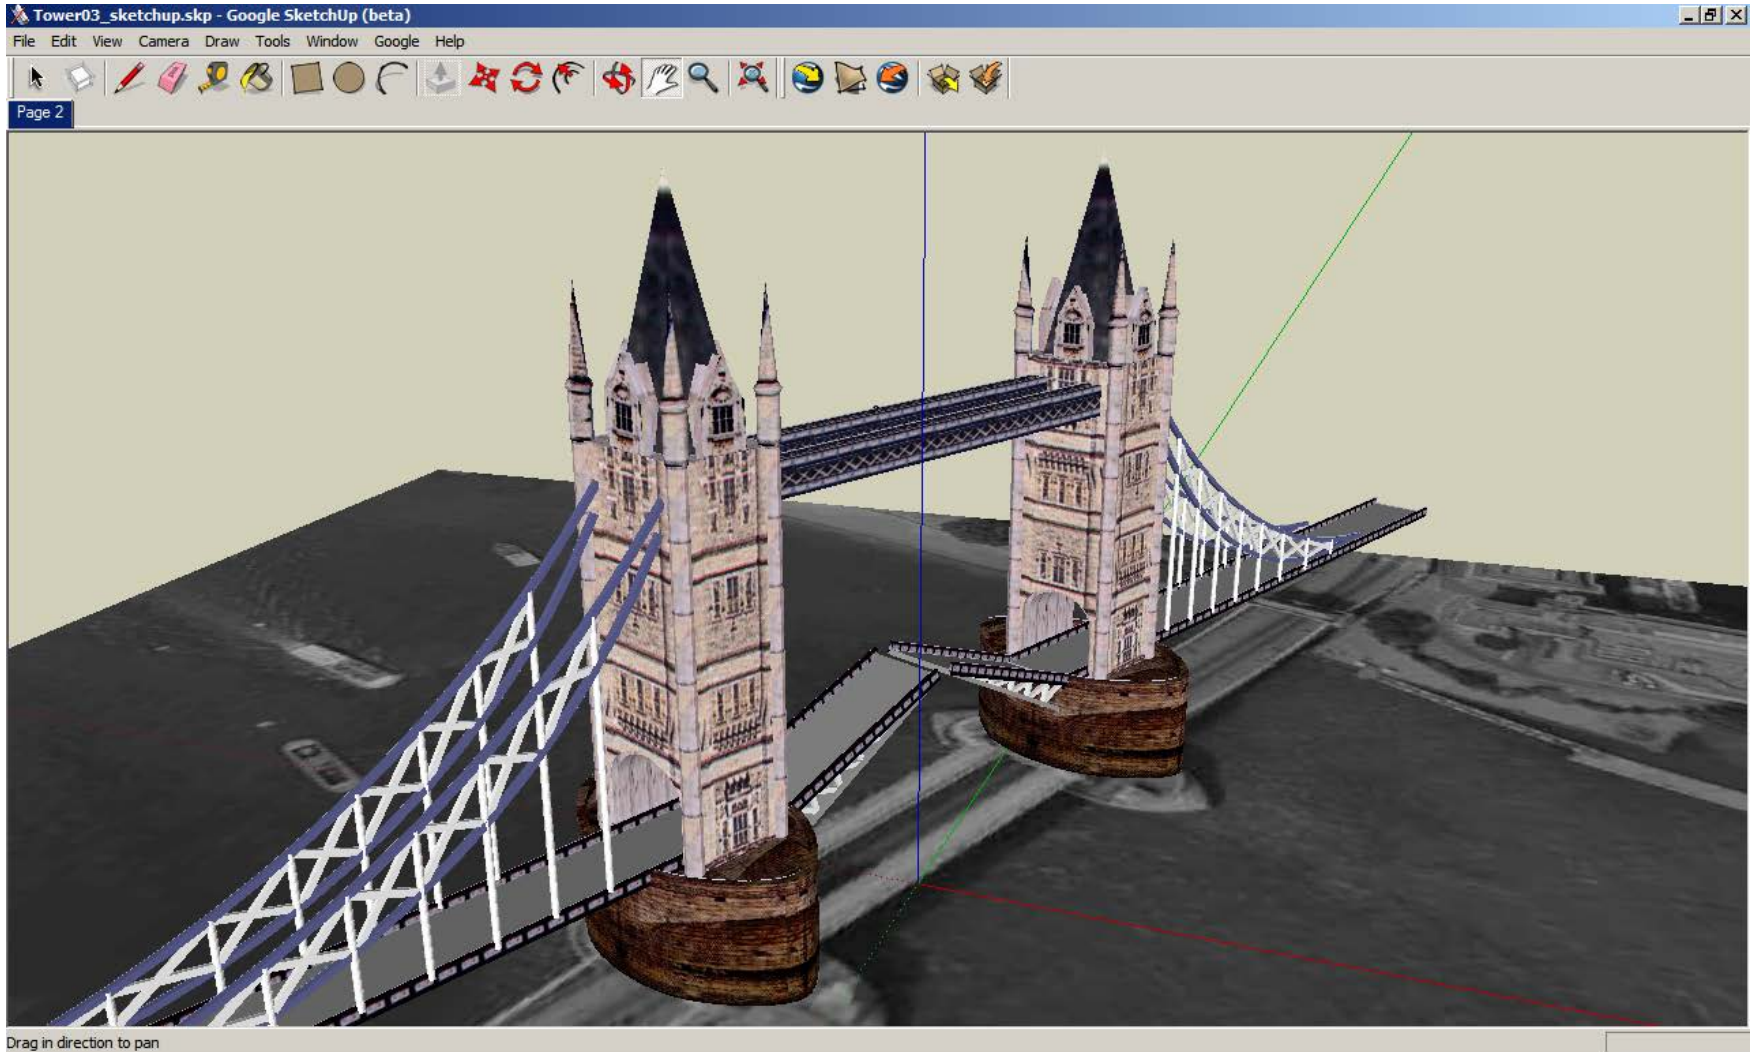 Tower03_sketchup.skp - Google SketchUp (beta)
File Edit View Camera Draw Tools Window Google Help
Page 2
Drag in direction to pan